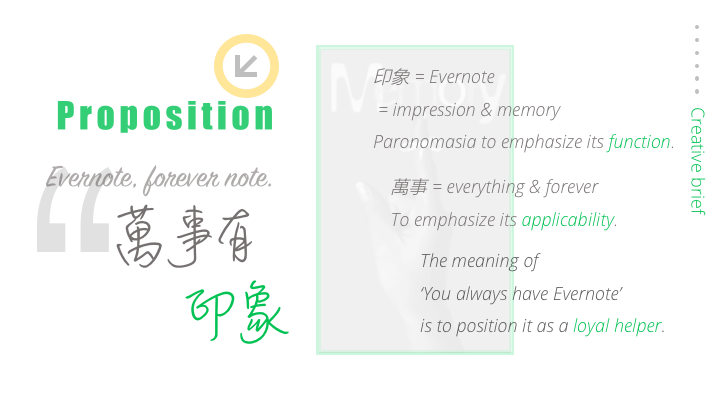 Proposition
Evernote, forever note.
萬事有
印象
印象 = Evernote
= impression & memory
Paronomasia to emphasize its function.
萬事 = everything & forever
To emphasize its applicability.
The meaning of
‘You always have Evernote’
is to position it as a loyal helper.
Creative brief